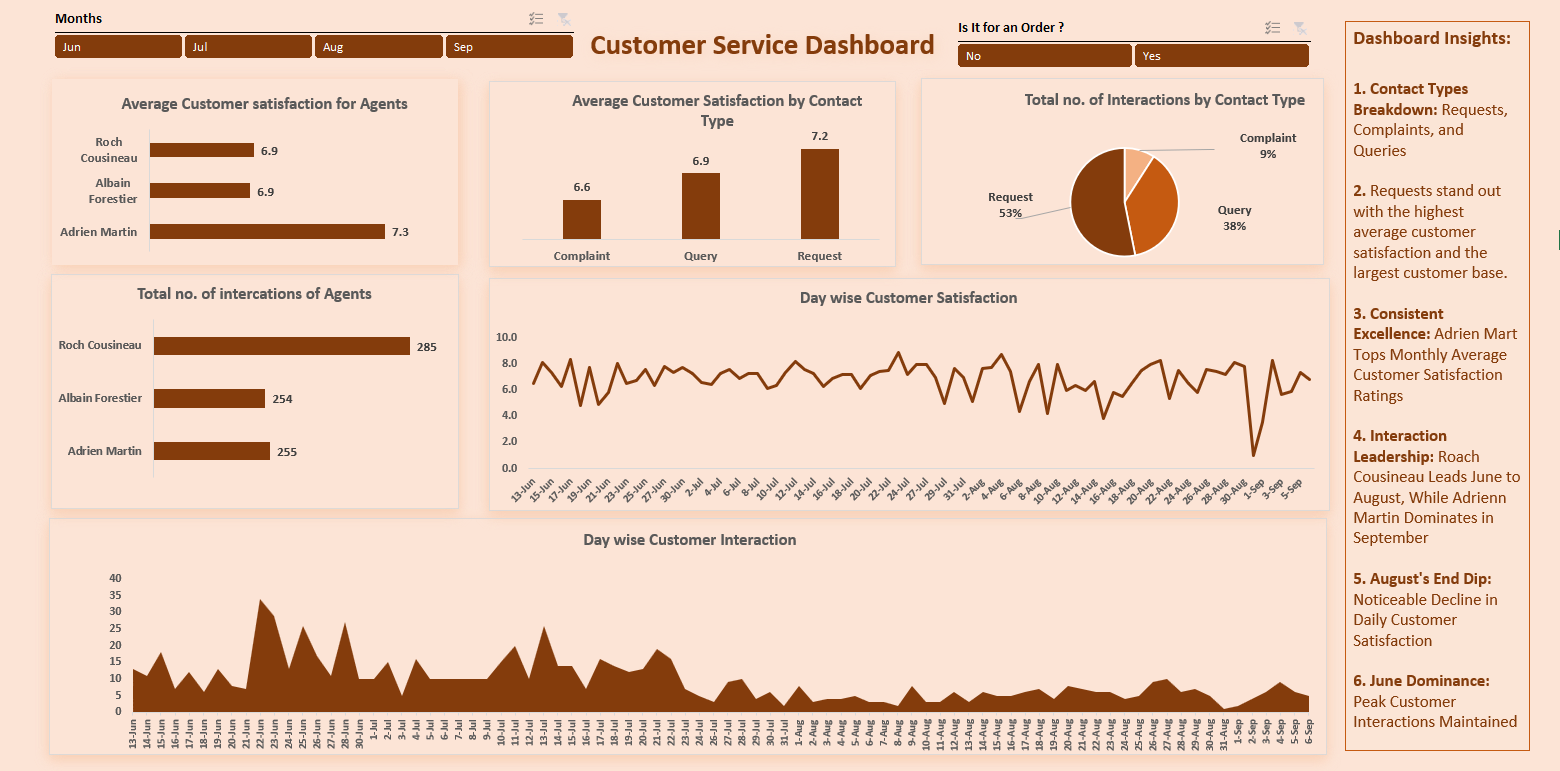 Months
Jun
Jul
Aug
Sep
Customer Service Dashboard
Is It for an Order ?
No
Yes
Average Customer satisfaction for Agents
Roch
Cousineau
6.9
Albain
Forestier
6.9
Adrien Martin
7.3
Average Customer Satisfaction by Contact
Type
6.6
6.9
7.2
Complaint
Query
Request
Total no. of Interactions by Contact Type
Complaint
9%
Request
53%
Query
38%
Total no. of intercations of Agents
Roch Cousineau
285
Albain Forestier
254
Adrien Martin
255
Day wise Customer Satisfaction
10.0
8.0
6.0
4.0
2.0
0.0
13-Jun
15-Jun
17-Jun
19-Jun
21-Jun
23-Jun
25-Jun
27-Jun
30-Jun
2-Jul
4-Jul
6-Jul
8-Jul
10-Jul
12-Jul
14-Jul
16-Jul
18-Jul
20-Jul
22-Jul
24-Jul
27-Jul
29-Jul
31-Jul
2-Aug
4-Aug
6-Aug
8-Aug
10-Aug
12-Aug
14-Aug
16-Aug
18-Aug
20-Aug
22-Aug
24-Aug
26-Aug
28-Aug
30-Aug
1-Sep
3-Sep
5-Sep
Day wise Customer Interaction
40
35
30
25
20
15
10
5
0
13-Jun
14-Jun
15-Jun
16-Jun
17-Jun
18-Jun
19-Jun
20-Jun
21-Jun
22-Jun
23-Jun
24-Jun
25-Jun
26-Jun
27-Jun
28-Jun
30-Jun
1-Jul
2-Jul
3-Jul
4-Jul
5-Jul
6-Jul
7-Jul
8-Jul
9-Jul
10-Jul
11-Jul
12-Jul
13-Jul
14-Jul
15-Jul
16-Jul
17-Jul
18-Jul
19-Jul
20-Jul
21-Jul
22-Jul
23-Jul
24-Jul
26-Jul
27-Jul
28-Jul
29-Jul
30-Jul
31-Jul
1-Aug
2-Aug
3-Aug
4-Aug
5-Aug
6-Aug
7-Aug
8-Aug
9-Aug
10-Aug
11-Aug
12-Aug
13-Aug
14-Aug
15-Aug
16-Aug
17-Aug
18-Aug
19-Aug
20-Aug
21-Aug
22-Aug
23-Aug
24-Aug
25-Aug
26-Aug
27-Aug
28-Aug
29-Aug
30-Aug
31-Aug
1-Sep
2-Sep
3-Sep
4-Sep
5-Sep
6-Sep
Dashboard Insights:
1. Contact Types
Breakdown: Requests,
Complaints, and
Queries
2. Requests stand out
with the highest
average customer
satisfaction and the
largest customer base.
3. Consistent
Excellence: Adrien Mart
Tops Monthly Average
Customer Satisfaction
Ratings
4. Interaction
Leadership: Roach
Cousineau Leads June to
August, While Adrienn
Martin Dominates in
September
5. August's End Dip:
Noticeable Decline in
Daily Customer
Satisfaction
6. June Dominance:
Peak Customer
Interactions Maintained